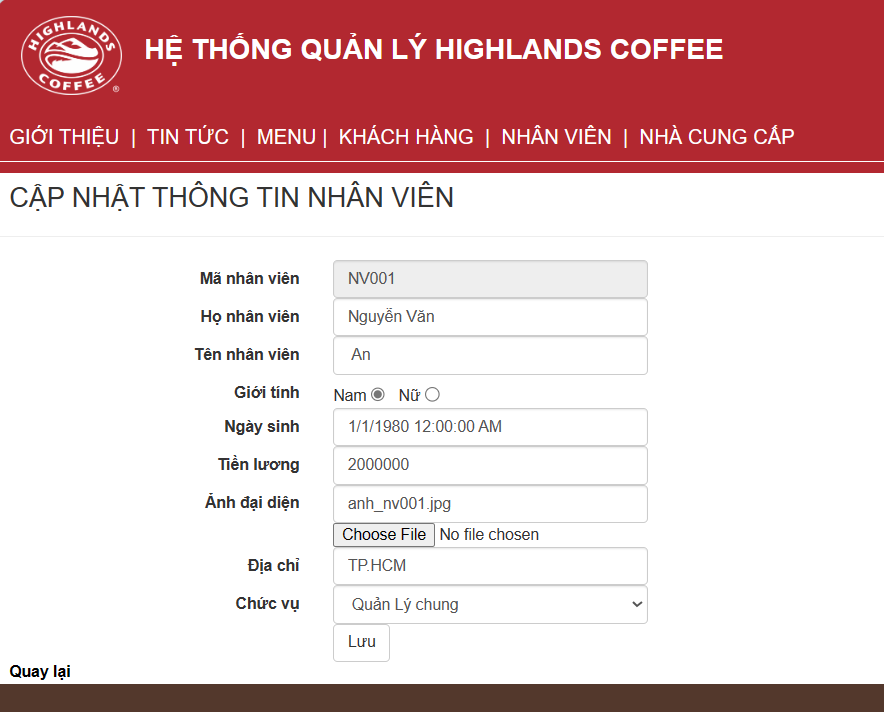 HIGHLANDS
COFFEE
®
HỆ THỐNG QUẢN LÝ HIGHLANDS COFFEE
GIỚI THIỆU | TIN TỨC | MENU | KHÁCH HÀNG | NHÂN VIÊN | NHÀ CUNG CẤP
CẬP NHẬT THÔNG TIN NHÂN VIÊN
Mã nhân viên NV001
Họ nhân viên Nguyễn Văn
Tên nhân viên An
Giới tính Nam Nữ
Ngày sinh 1/1/1980 12:00:00 AM
Tiền lương 2000000
Ảnh đại diện anh_nv001.jpg
Choose File No file chosen
Địa chỉ TP.HCM
Chức vụ Quản Lý chung
Lưu
Quay lại